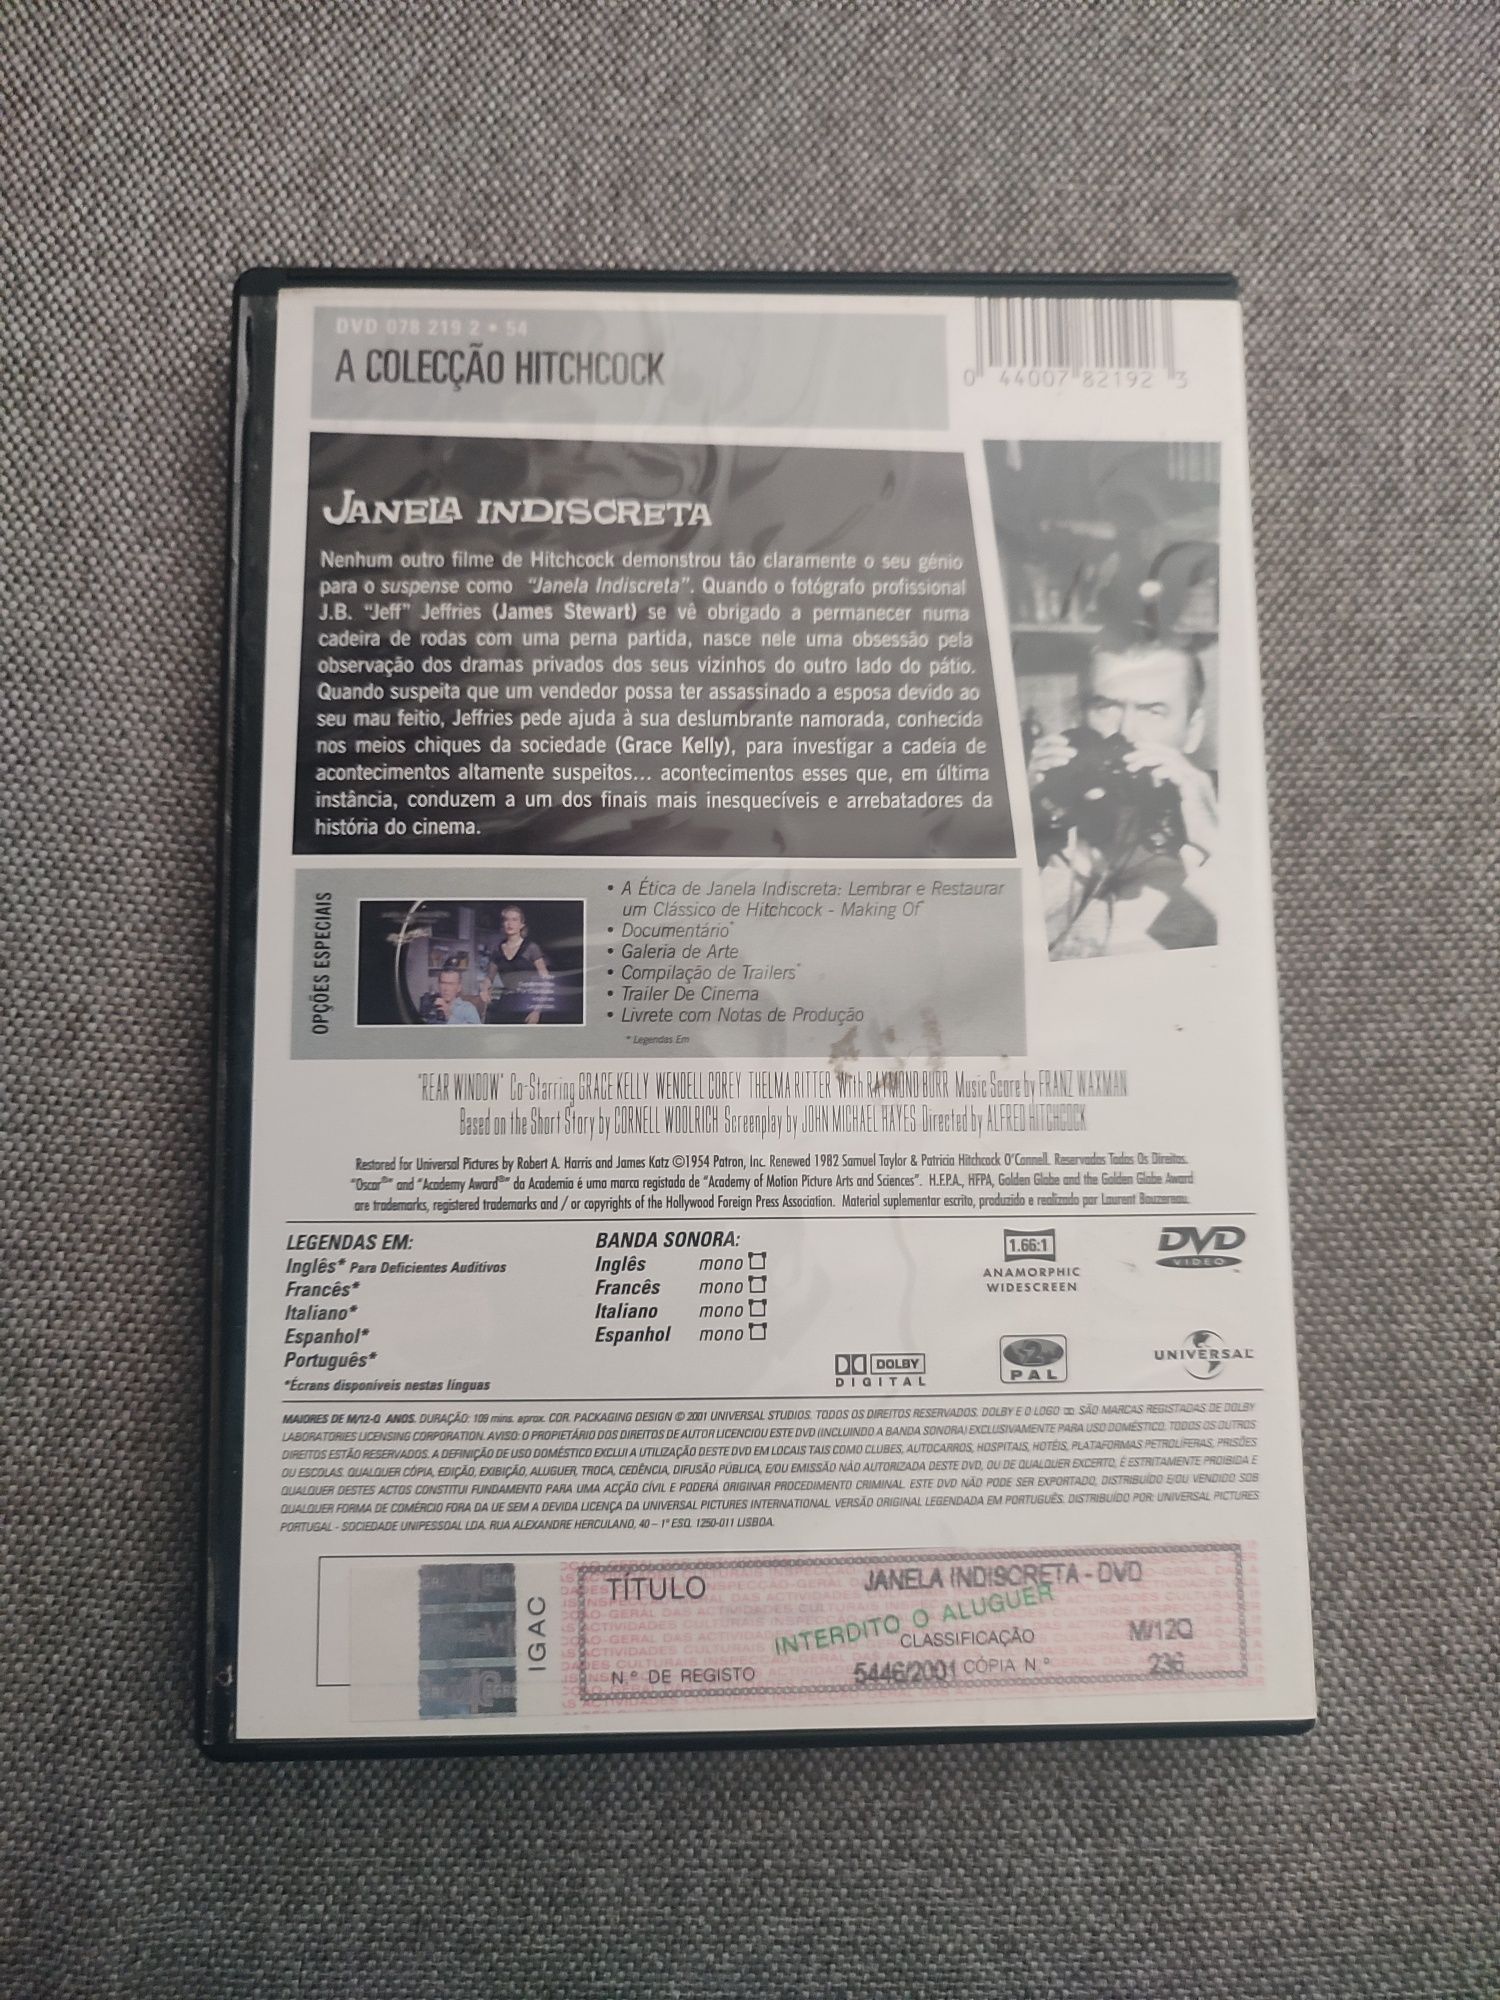 DVD 078 219 2 • 54
A COLECÇÃO HITCHCOCK
0 44007 82192 3
JANELA INDISCRETA
Nenhum outro filme de Hitchcock demonstrou tão claramente o seu génio
para o suspense como "Janela Indiscreta". Quando o fotógrafo profissional
J.B. "Jeff" Jeffries (James Stewart) se vê obrigado a permanecer numa
cadeira de rodas com uma perna partida, nasce nele uma obsessão pela
observação dos dramas privados dos seus vizinhos do outro lado do pátio.
Quando suspeita que um vendedor possa ter assassinado a esposa devido ao
seu mau feitio, Jeffries pede ajuda à sua deslumbrante namorada, conhecida
nos meios chiques da sociedade (Grace Kelly), para investigar a cadeia de
acontecimentos altamente suspeitos... acontecimentos esses que, em última
instância, conduzem a um dos finais mais inesquecíveis e arrebatadores da
história do cinema.
OPÇÕES ESPECIAIS
• A Ética de Janela Indiscreta: Lembrar e Restaurar
um Clássico de Hitchcock - Making Of*
• Documentário*
• Galeria de Arte
• Compilação de Trailers*
• Trailer De Cinema
• Livrete com Notas de Produção
* Legendas Em
"REAR WINDOW" Co-Starring GRACE KELLY WENDELL COREY THELMA RITTER With RAYMOND BURR Music Score by FRANZ WAXMAN
Based on the Short Story by CORNELL WOOLRICH Screenplay by JOHN MICHAEL HAYES Directed by ALFRED HITCHCOCK
Restored for Universal Pictures by Robert A. Harris and James Katz ©1954 Patron, Inc. Renewed 1982 Samuel Taylor & Patricia Hitchcock O'Connell. Reservados Todos Os Direitos.
"Oscar®" and "Academy Award®" da Academia é uma marca registada de "Academy of Motion Picture Arts and Sciences". H.F.P.A., HFPA, Golden Globe and the Golden Globe Award
are trademarks, registered trademarks and / or copyrights of the Hollywood Foreign Press Association. Material suplementar escrito, produzido e realizado por Laurent Bouzereau.
LEGENDAS EM:
Inglês* Para Deficientes Auditivos
Francês*
Italiano*
Espanhol*
Português*
*Écrans disponíveis nestas línguas
BANDA SONORA:
Inglês mono
Francês mono
Italiano mono
Espanhol mono
DOLBY
DIGITAL
1.66:1
ANAMORPHIC
WIDESCREEN
2
PAL
DVD
VIDEO
UNIVERSAL
MAIORES DE M/12-Q ANOS. DURAÇÃO: 109 mins. aprox. COR. PACKAGING DESIGN © 2001 UNIVERSAL STUDIOS. TODOS OS DIREITOS RESERVADOS. DOLBY E O LOGO SÃO MARCAS REGISTADAS DE DOLBY
LABORATORIES LICENSING CORPORATION. AVISO: O PROPIETÁRIO DOS DIREITOS DE AUTOR LICENCIOU ESTE DVD (INCLUINDO A BANDA SONORA) EXCLUSIVAMENTE PARA USO DOMÉSTICO. TODOS OS OUTROS
DIREITOS ESTÃO RESERVADOS. A DEFINIÇÃO DE USO DOMÉSTICO EXCLUI A UTILIZAÇÃO DESTE DVD EM LOCAIS TAIS COMO CLUBES, AUTOCARROS, HOSPITAIS, HOTÉIS, PLATAFORMAS PETROLÍFERAS, PRISÕES
OU ESCOLAS. QUALQUER CÓPIA, EDIÇÃO, EXIBIÇÃO, ALUGUER, TROCA, CEDÊNCIA, DIFUSÃO PÚBLICA, E/OU EMISSÃO NÃO AUTORIZADA DESTE DVD, OU DE QUALQUER EXCERTO, É ESTRITAMENTE PROIBIDA E
QUALQUER DESTES ACTOS CONSTITUI FUNDAMENTO PARA UMA ACÇÃO CÍVIL E PODERÁ ORIGINAR PROCEDIMENTO CRIMINAL. ESTE DVD NÃO PODE SER EXPORTADO, DISTRIBUÍDO E/OU VENDIDO SOB
QUALQUER FORMA DE COMÉRCIO FORA DA UE SEM A DEVIDA LICENÇA DA UNIVERSAL PICTURES INTERNATIONAL. VERSÃO ORIGINAL LEGENDADA EM PORTUGUÊS. DISTRIBUÍDO POR: UNIVERSAL PICTURES
PORTUGAL - SOCIEDADE UNIPESSOAL LDA. RUA ALEXANDRE HERCULANO, 40 – 1º ESQ. 1250-011 LISBOA.
IGAC
TÍTULO JANELA INDISCRETA - DVD
INTERDITO O ALUGUER
CLASSIFICAÇÃO M/12Q
N.º DE REGISTO 5446/2001 CÓPIA N.º 236